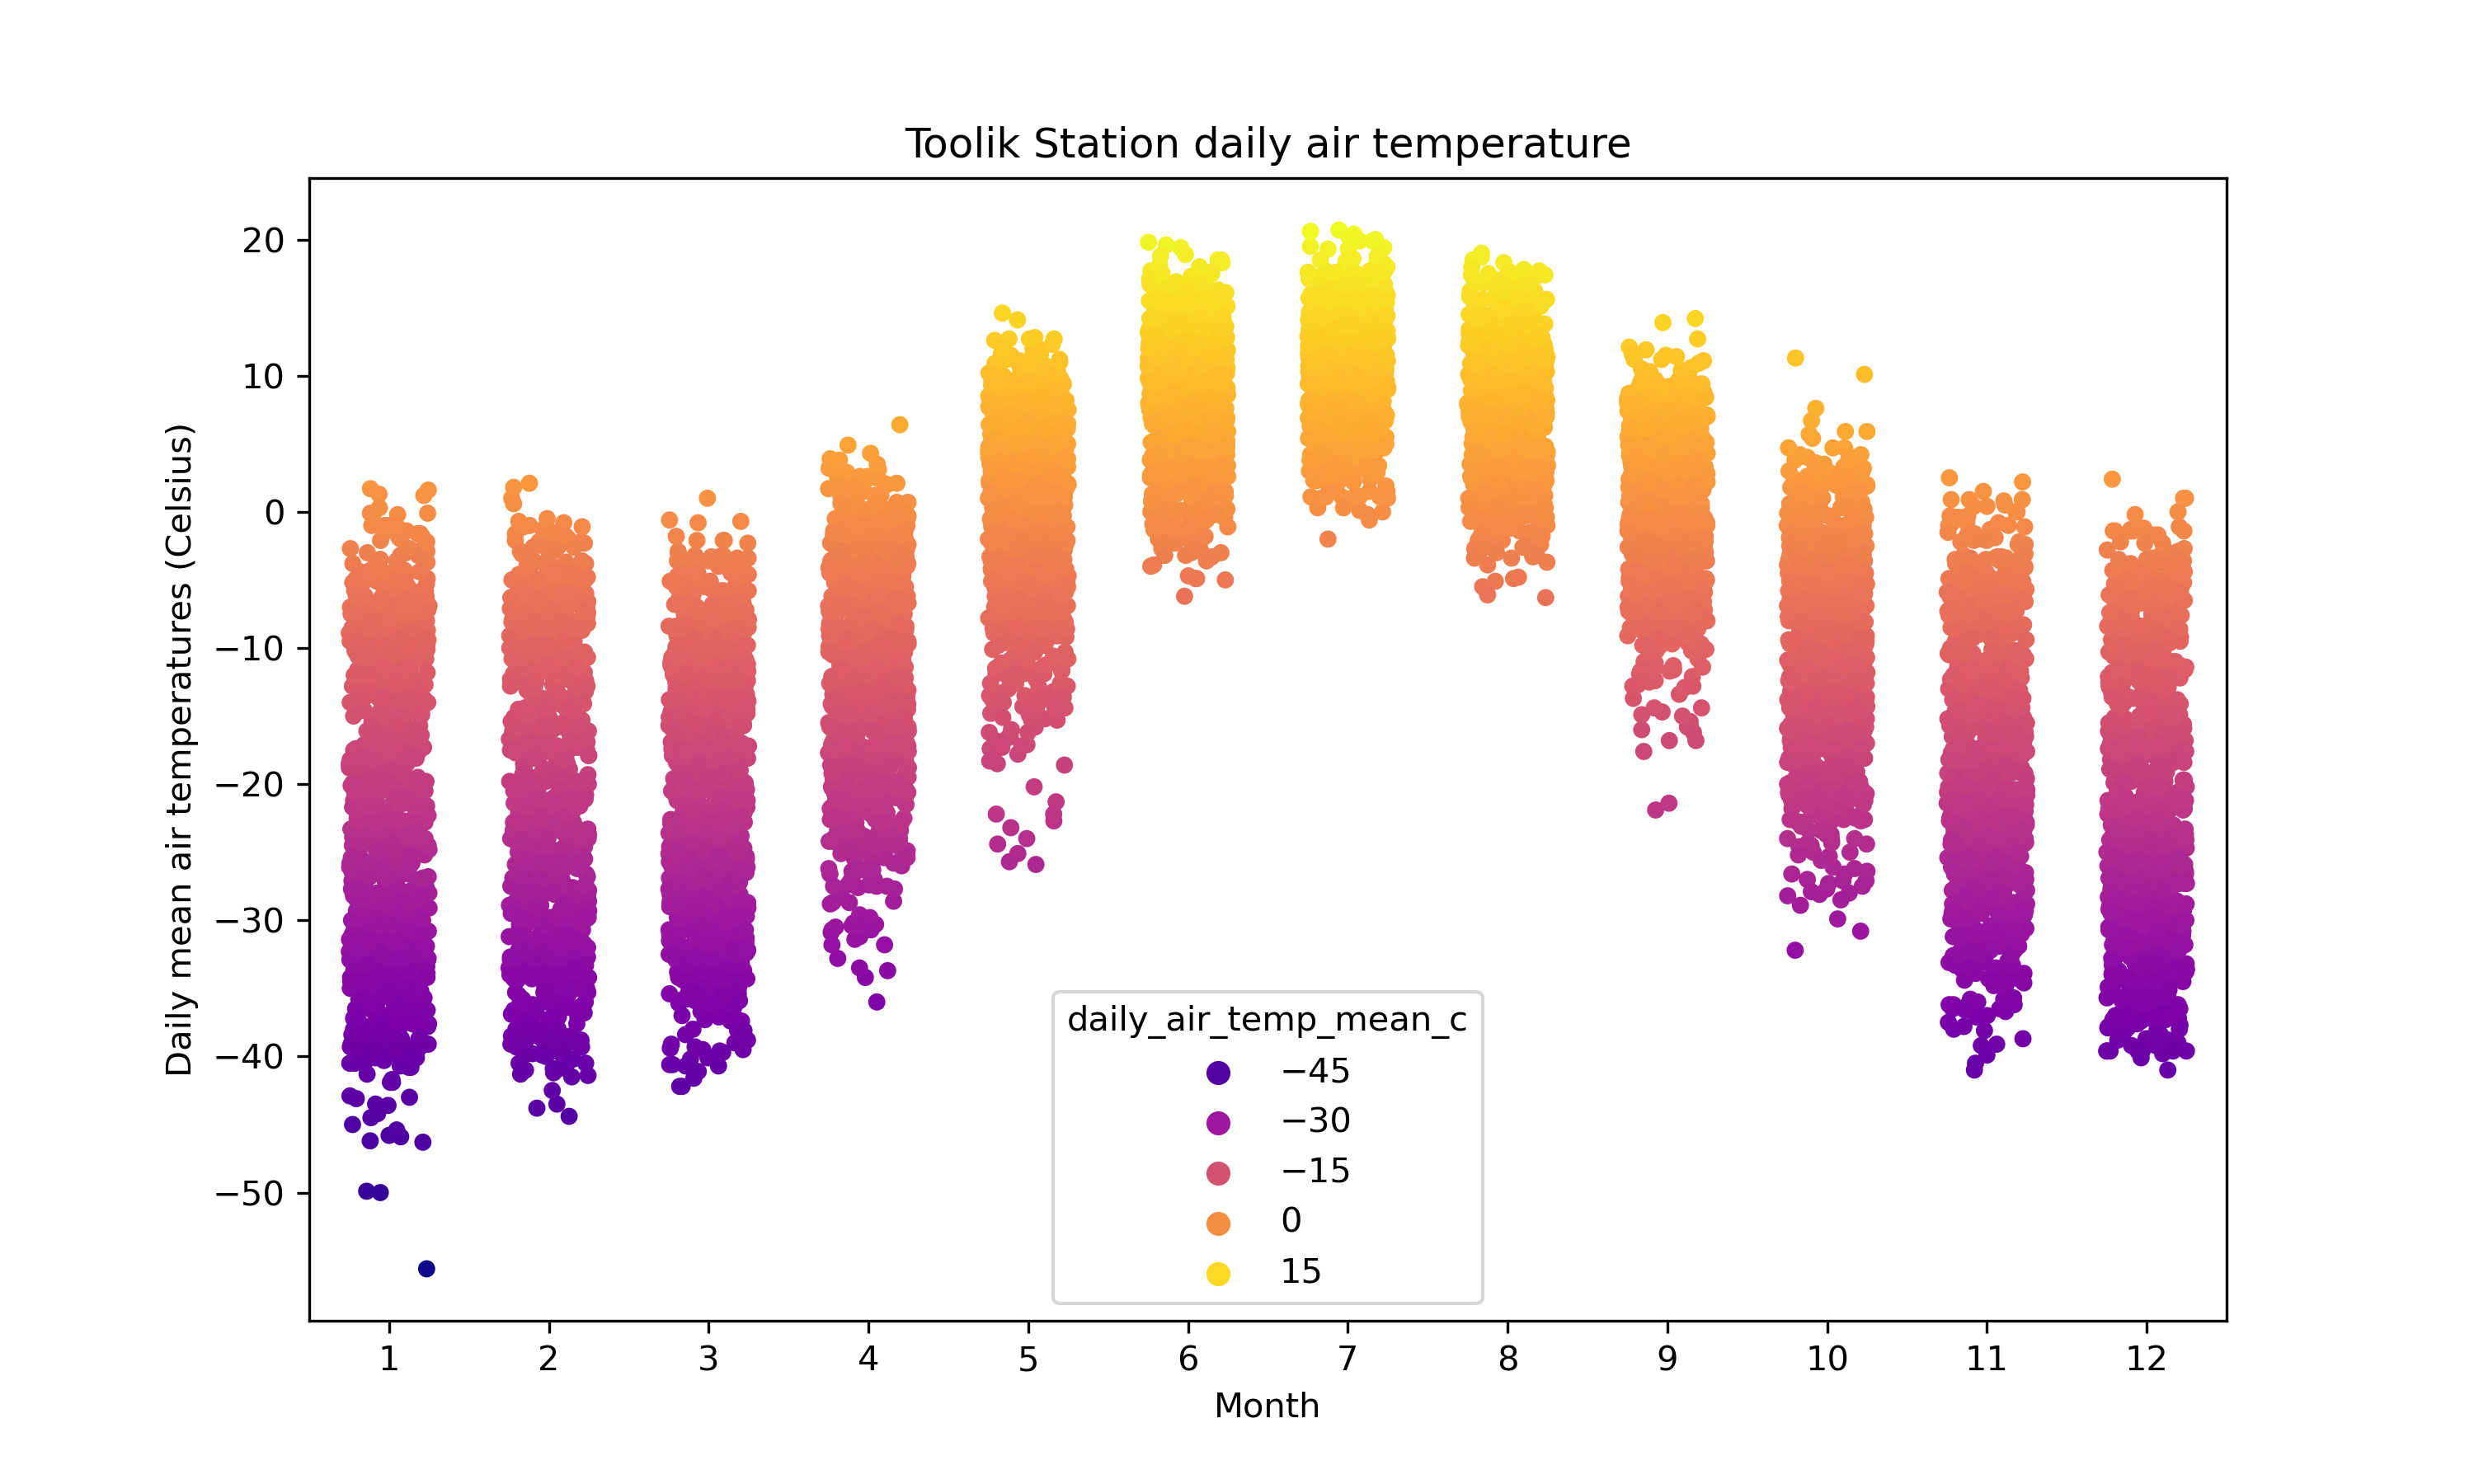 Toolik Station daily air temperature
Daily mean air temperatures (Celsius)
20
10
0
−10
−20
−30
−40
−50
daily_air_temp_mean_c
−45
−30
−15
0
15
1 2 3 4 5 6 7 8 9 10 11 12
Month